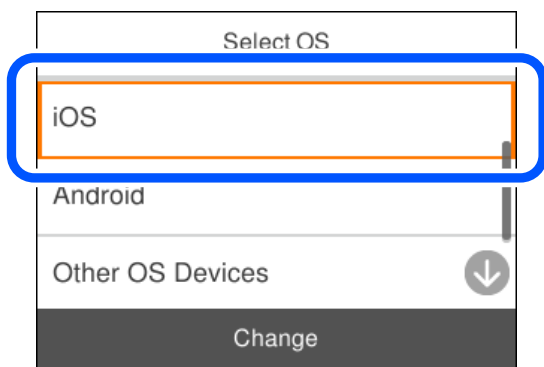 Select OS
iOS
Android
Other OS Devices
Change